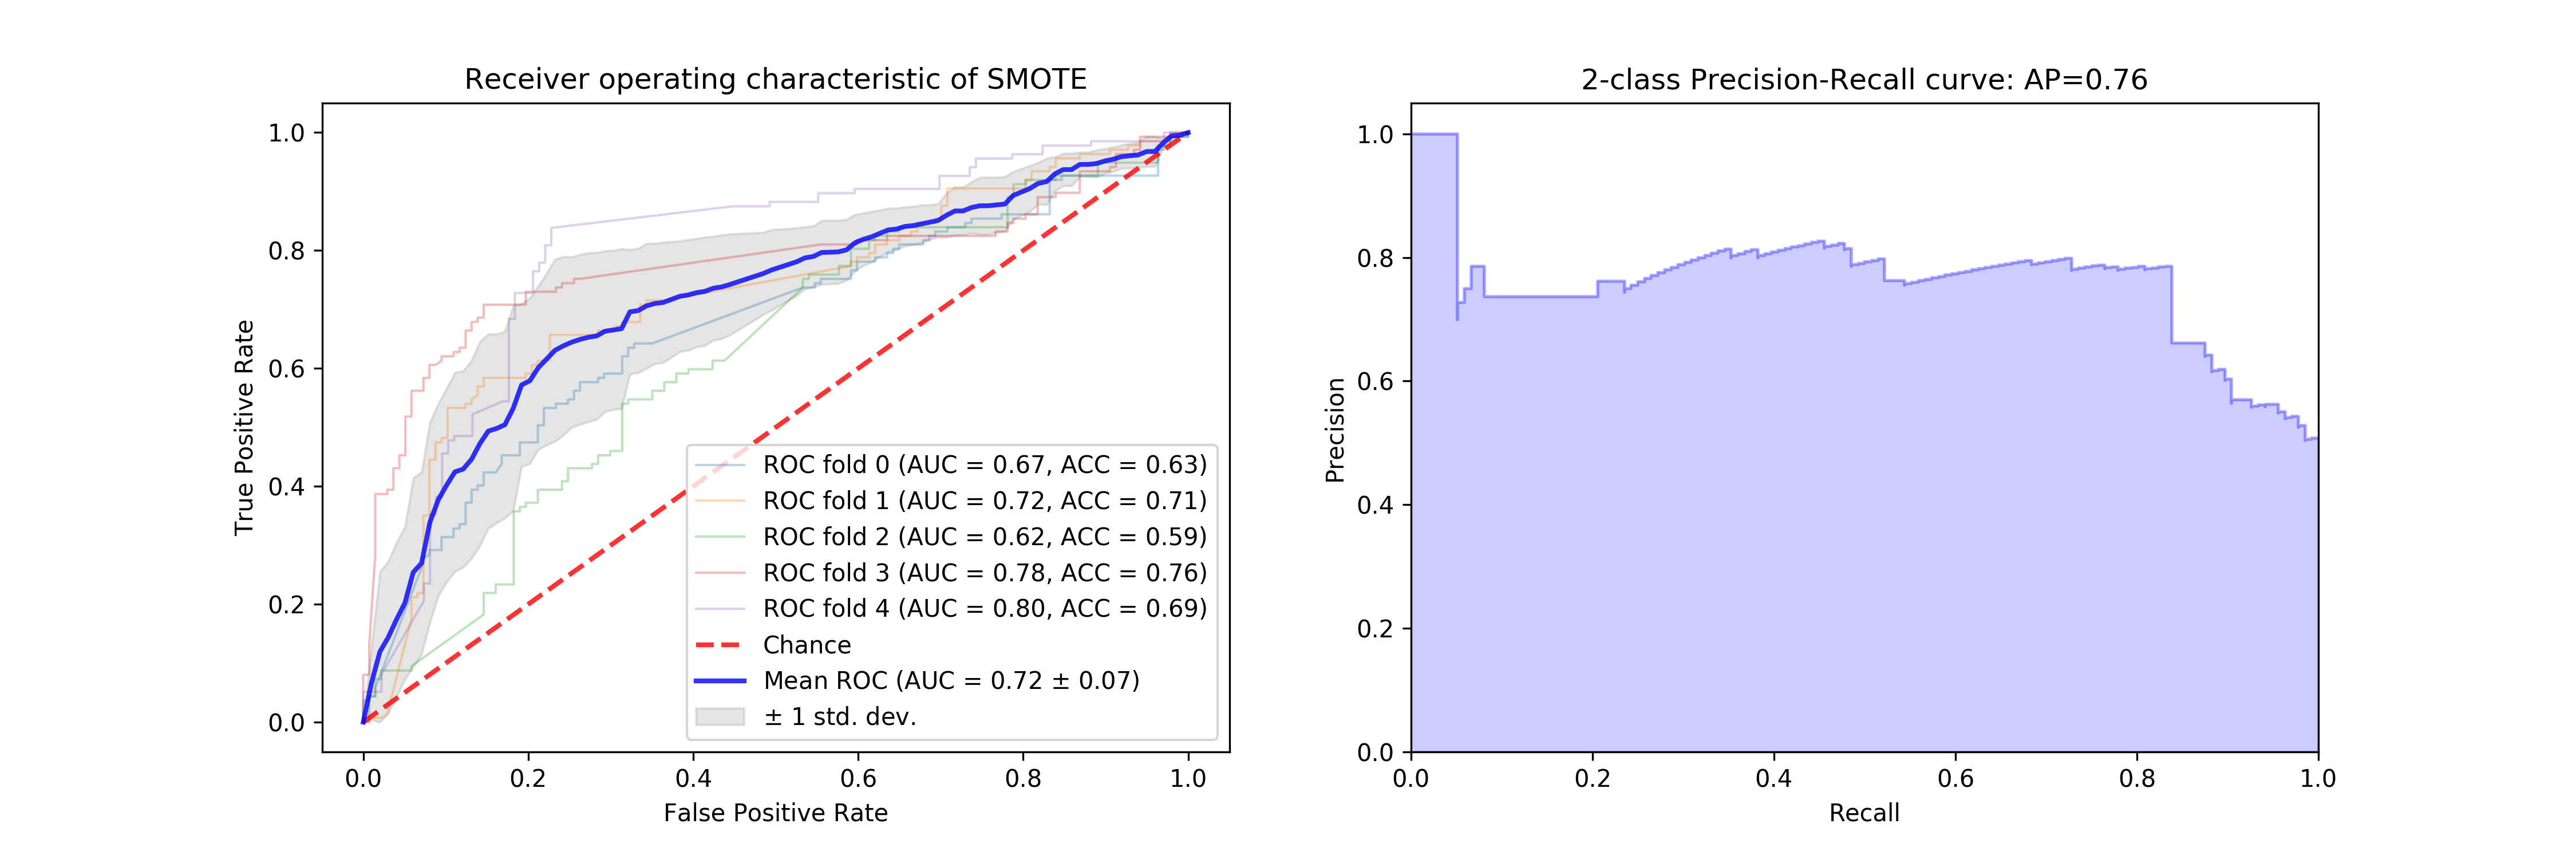 Receiver operating characteristic of SMOTE
True Positive Rate
1.0
0.8
0.6
0.4
0.2
0.0
ROC fold 0 (AUC = 0.67, ACC = 0.63)
ROC fold 1 (AUC = 0.72, ACC = 0.71)
ROC fold 2 (AUC = 0.62, ACC = 0.59)
ROC fold 3 (AUC = 0.78, ACC = 0.76)
ROC fold 4 (AUC = 0.80, ACC = 0.69)
Chance
Mean ROC (AUC = 0.72 ± 0.07)
± 1 std. dev.
0.0 0.2 0.4 0.6 0.8 1.0
False Positive Rate
2-class Precision-Recall curve: AP=0.76
Precision
1.0
0.8
0.6
0.4
0.2
0.0
0.0 0.2 0.4 0.6 0.8 1.0
Recall